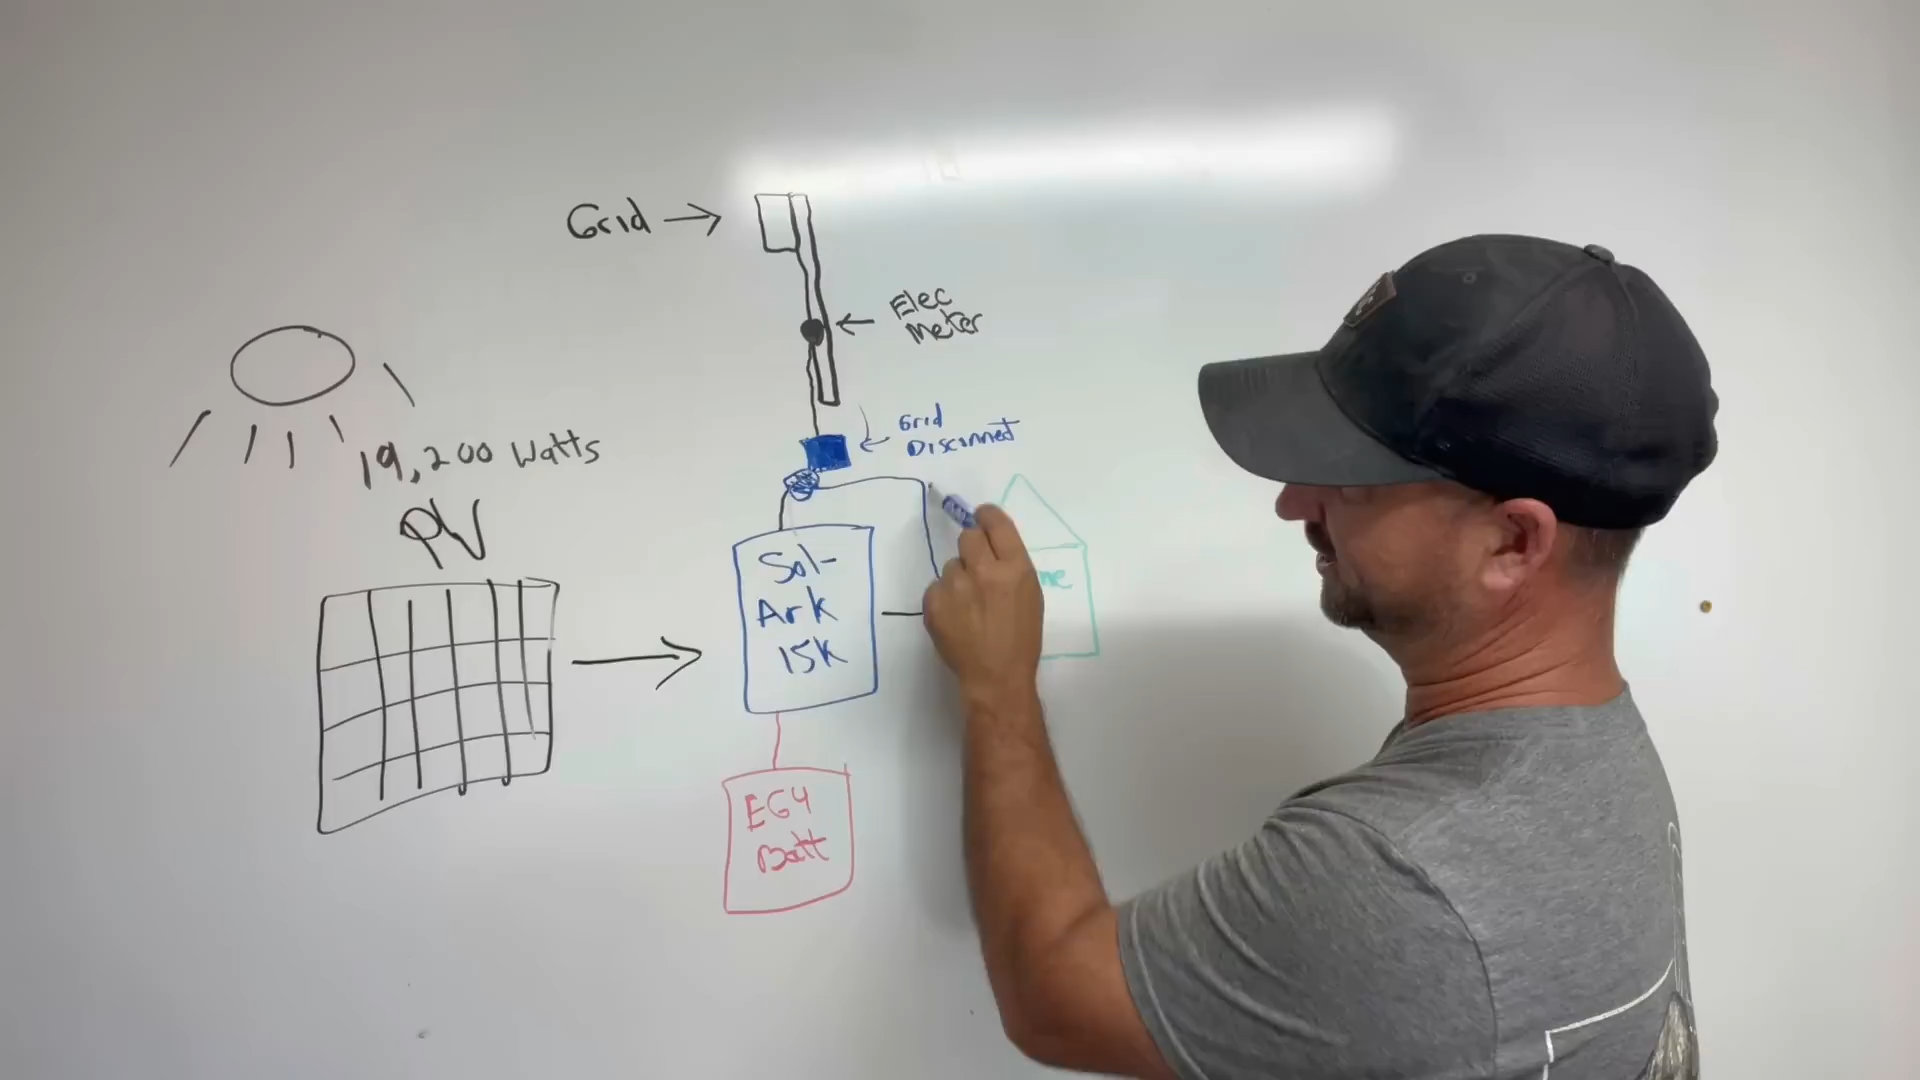 Grid
Elec
Meter
Grid
Disconnect
19,200 Watts
PV
Sol-
Ark
15K
EG4
Batt